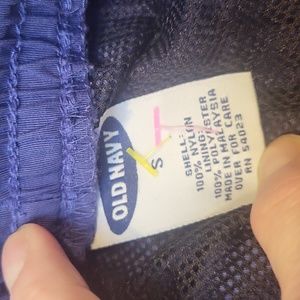 OLD NAVY
S
T
SHELL:
100% NYLON
LINING:
100% POLYESTER
MADE IN MALAYSIA
OVER FOR CARE
RN 54023